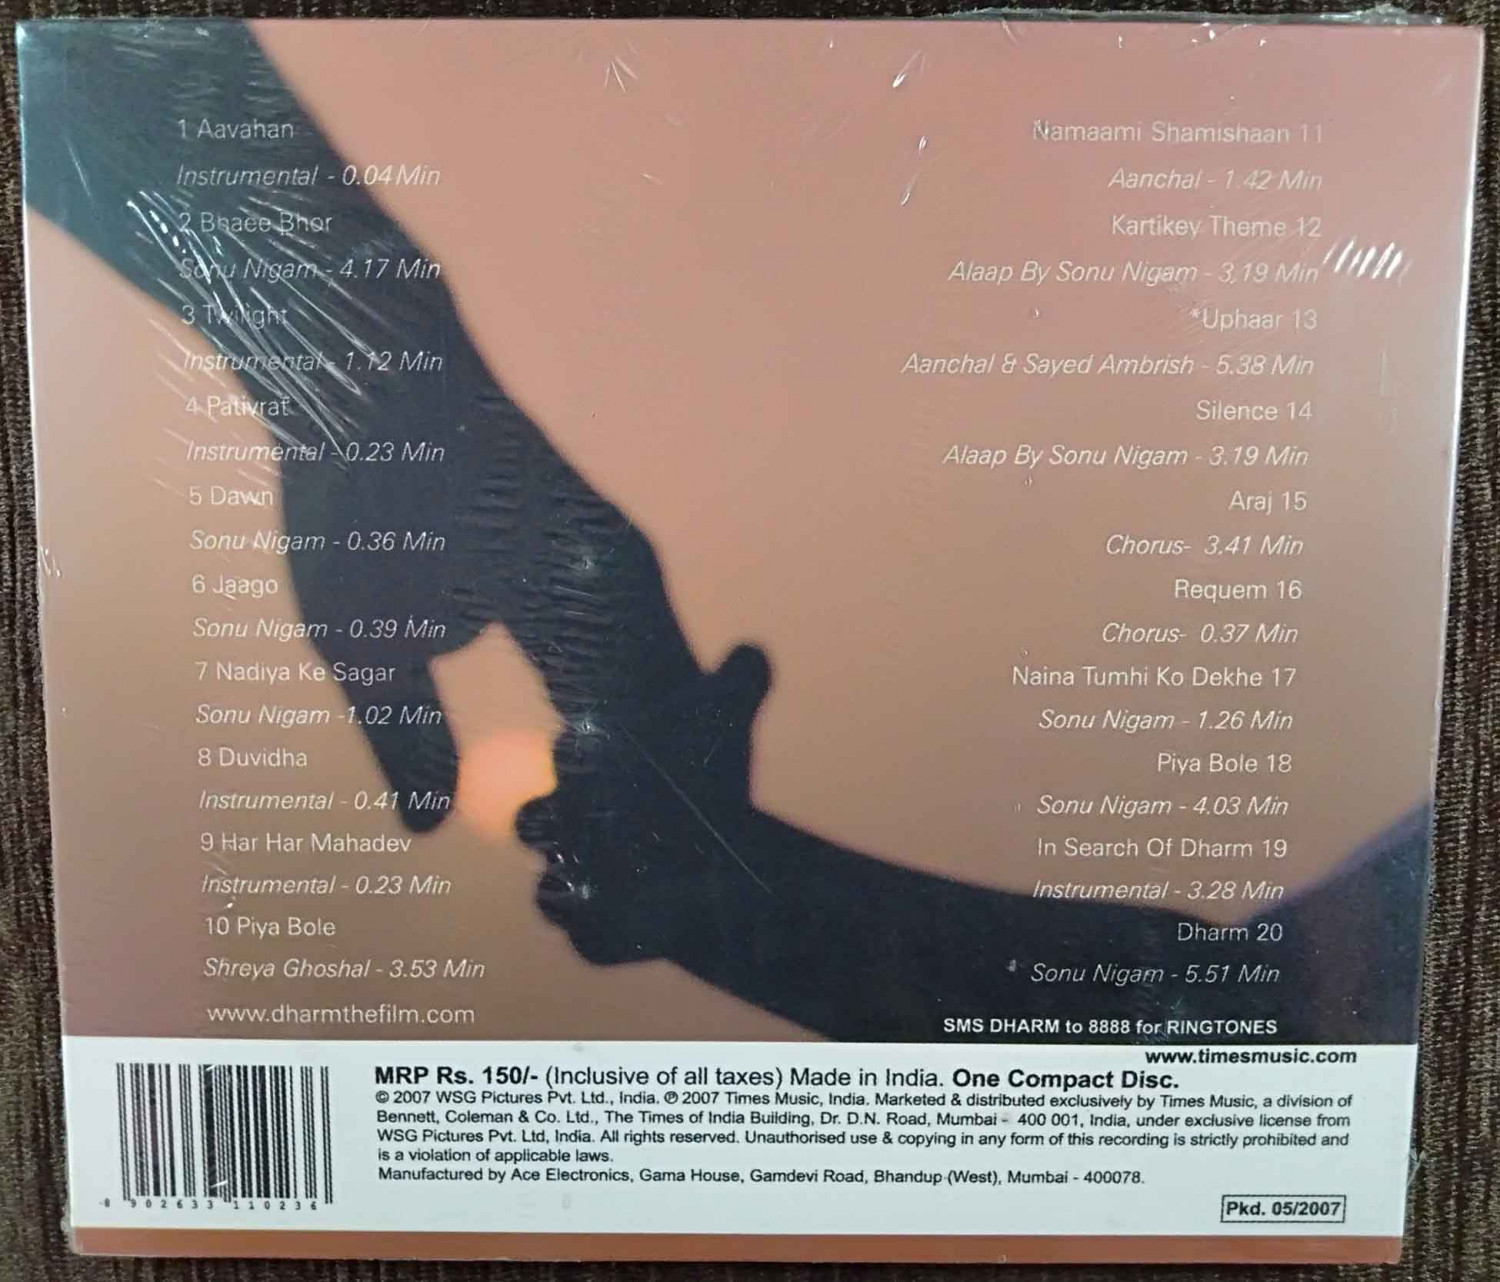 1 Aavahan
Instrumental - 0.04 Min
2 Bhaee Bhor
Sonu Nigam - 4.17 Min
3 Twilight
Instrumental - 1.12 Min
4 Pativrat
Instrumental - 0.23 Min
5 Dawn
Sonu Nigam - 0.36 Min
6 Jaago
Sonu Nigam - 0.39 Min
7 Nadiya Ke Sagar
Sonu Nigam -1.02 Min
8 Duvidha
Instrumental - 0.41 Min
9 Har Har Mahadev
Instrumental - 0.23 Min
10 Piya Bole
Shreya Ghoshal - 3.53 Min
www.dharmthefilm.com
Namaami Shamishaan 11
Aanchal - 1.42 Min
Kartikey Theme 12
Alaap By Sonu Nigam - 3.19 Min
Uphaar 13
Aanchal & Sayed Ambrish - 5.38 Min
Silence 14
Alaap By Sonu Nigam - 3.19 Min
Araj 15
Chorus- 3.41 Min
Requem 16
Chorus- 0.37 Min
Naina Tumhi Ko Dekhe 17
Sonu Nigam - 1.26 Min
Piya Bole 18
Sonu Nigam - 4.03 Min
In Search Of Dharm 19
Instrumental - 3.28 Min
Dharm 20
Sonu Nigam - 5.51 Min
SMS DHARM to 8888 for RINGTONES
www.timesmusic.com
MRP Rs. 150/- (Inclusive of all taxes) Made in India. One Compact Disc.
© 2007 WSG Pictures Pvt. Ltd., India. ℗ 2007 Times Music, India. Marketed & distributed exclusively by Times Music, a division of
Bennett, Coleman & Co. Ltd., The Times of India Building, Dr. D.N. Road, Mumbai - 400 001, India, under exclusive license from
WSG Pictures Pvt. Ltd, India. All rights reserved. Unauthorised use & copying in any form of this recording is strictly prohibited and
is a violation of applicable laws.
Manufactured by Ace Electronics, Gama House, Gamdevi Road, Bhandup (West), Mumbai - 400078.
8 902633 110236
Pkd. 05/2007